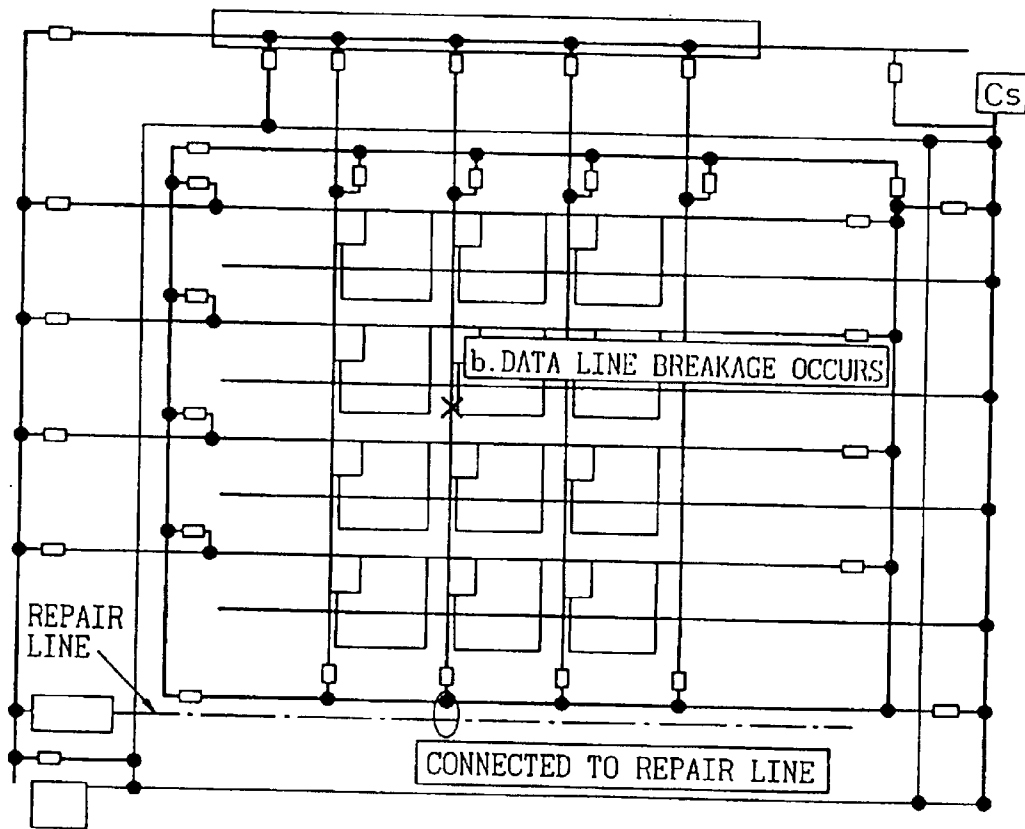 Cs
b. DATA LINE BREAKAGE OCCURS
REPAIR
LINE
CONNECTED TO REPAIR LINE